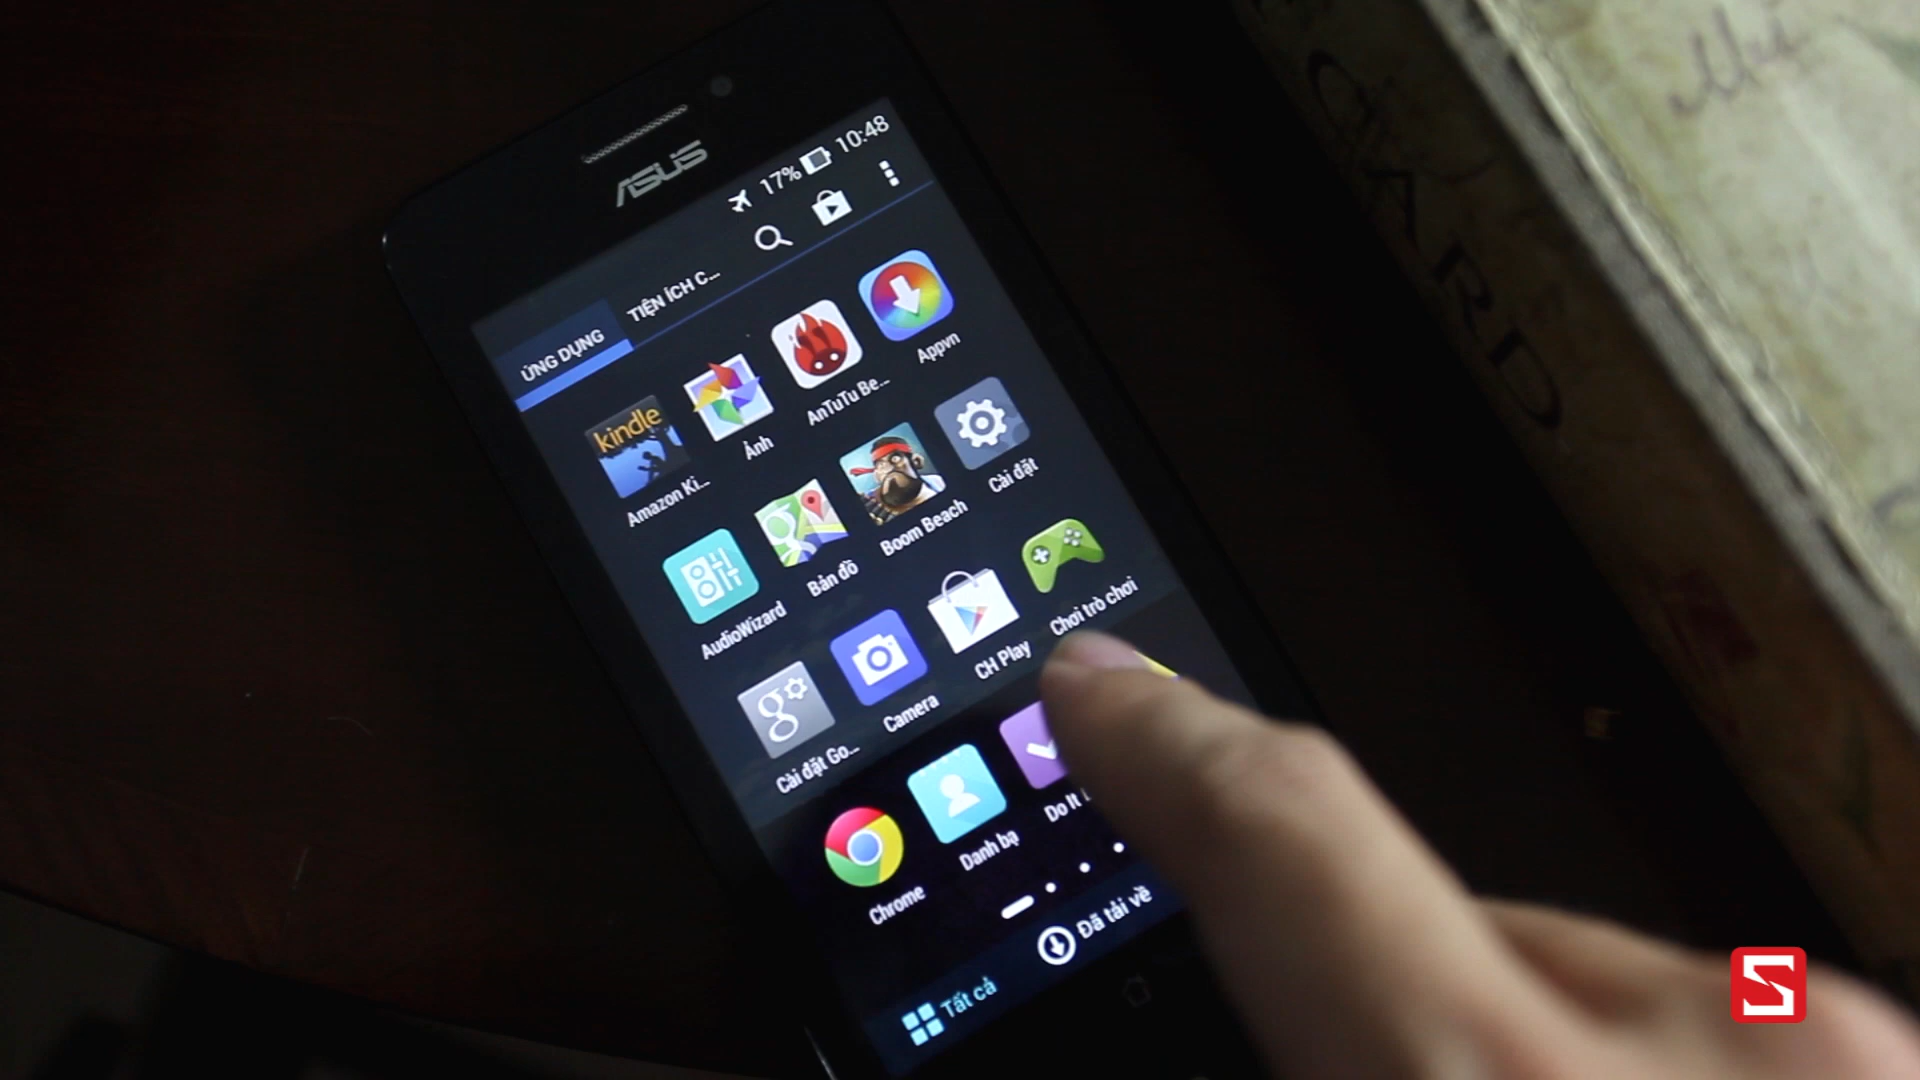 ASUS
17% 10:48
ỨNG DỤNG
TIỆN ÍCH C...
kindle
Amazon Ki...
Ảnh
AnTuTu Be...
Appvn
AudioWizard
Bản đồ
Boom Beach
Cài đặt
Cài đặt Go...
Camera
CH Play
Chơi trò chơi
Chrome
Danh bạ
Do It
Tất cả
Đã tải về
S